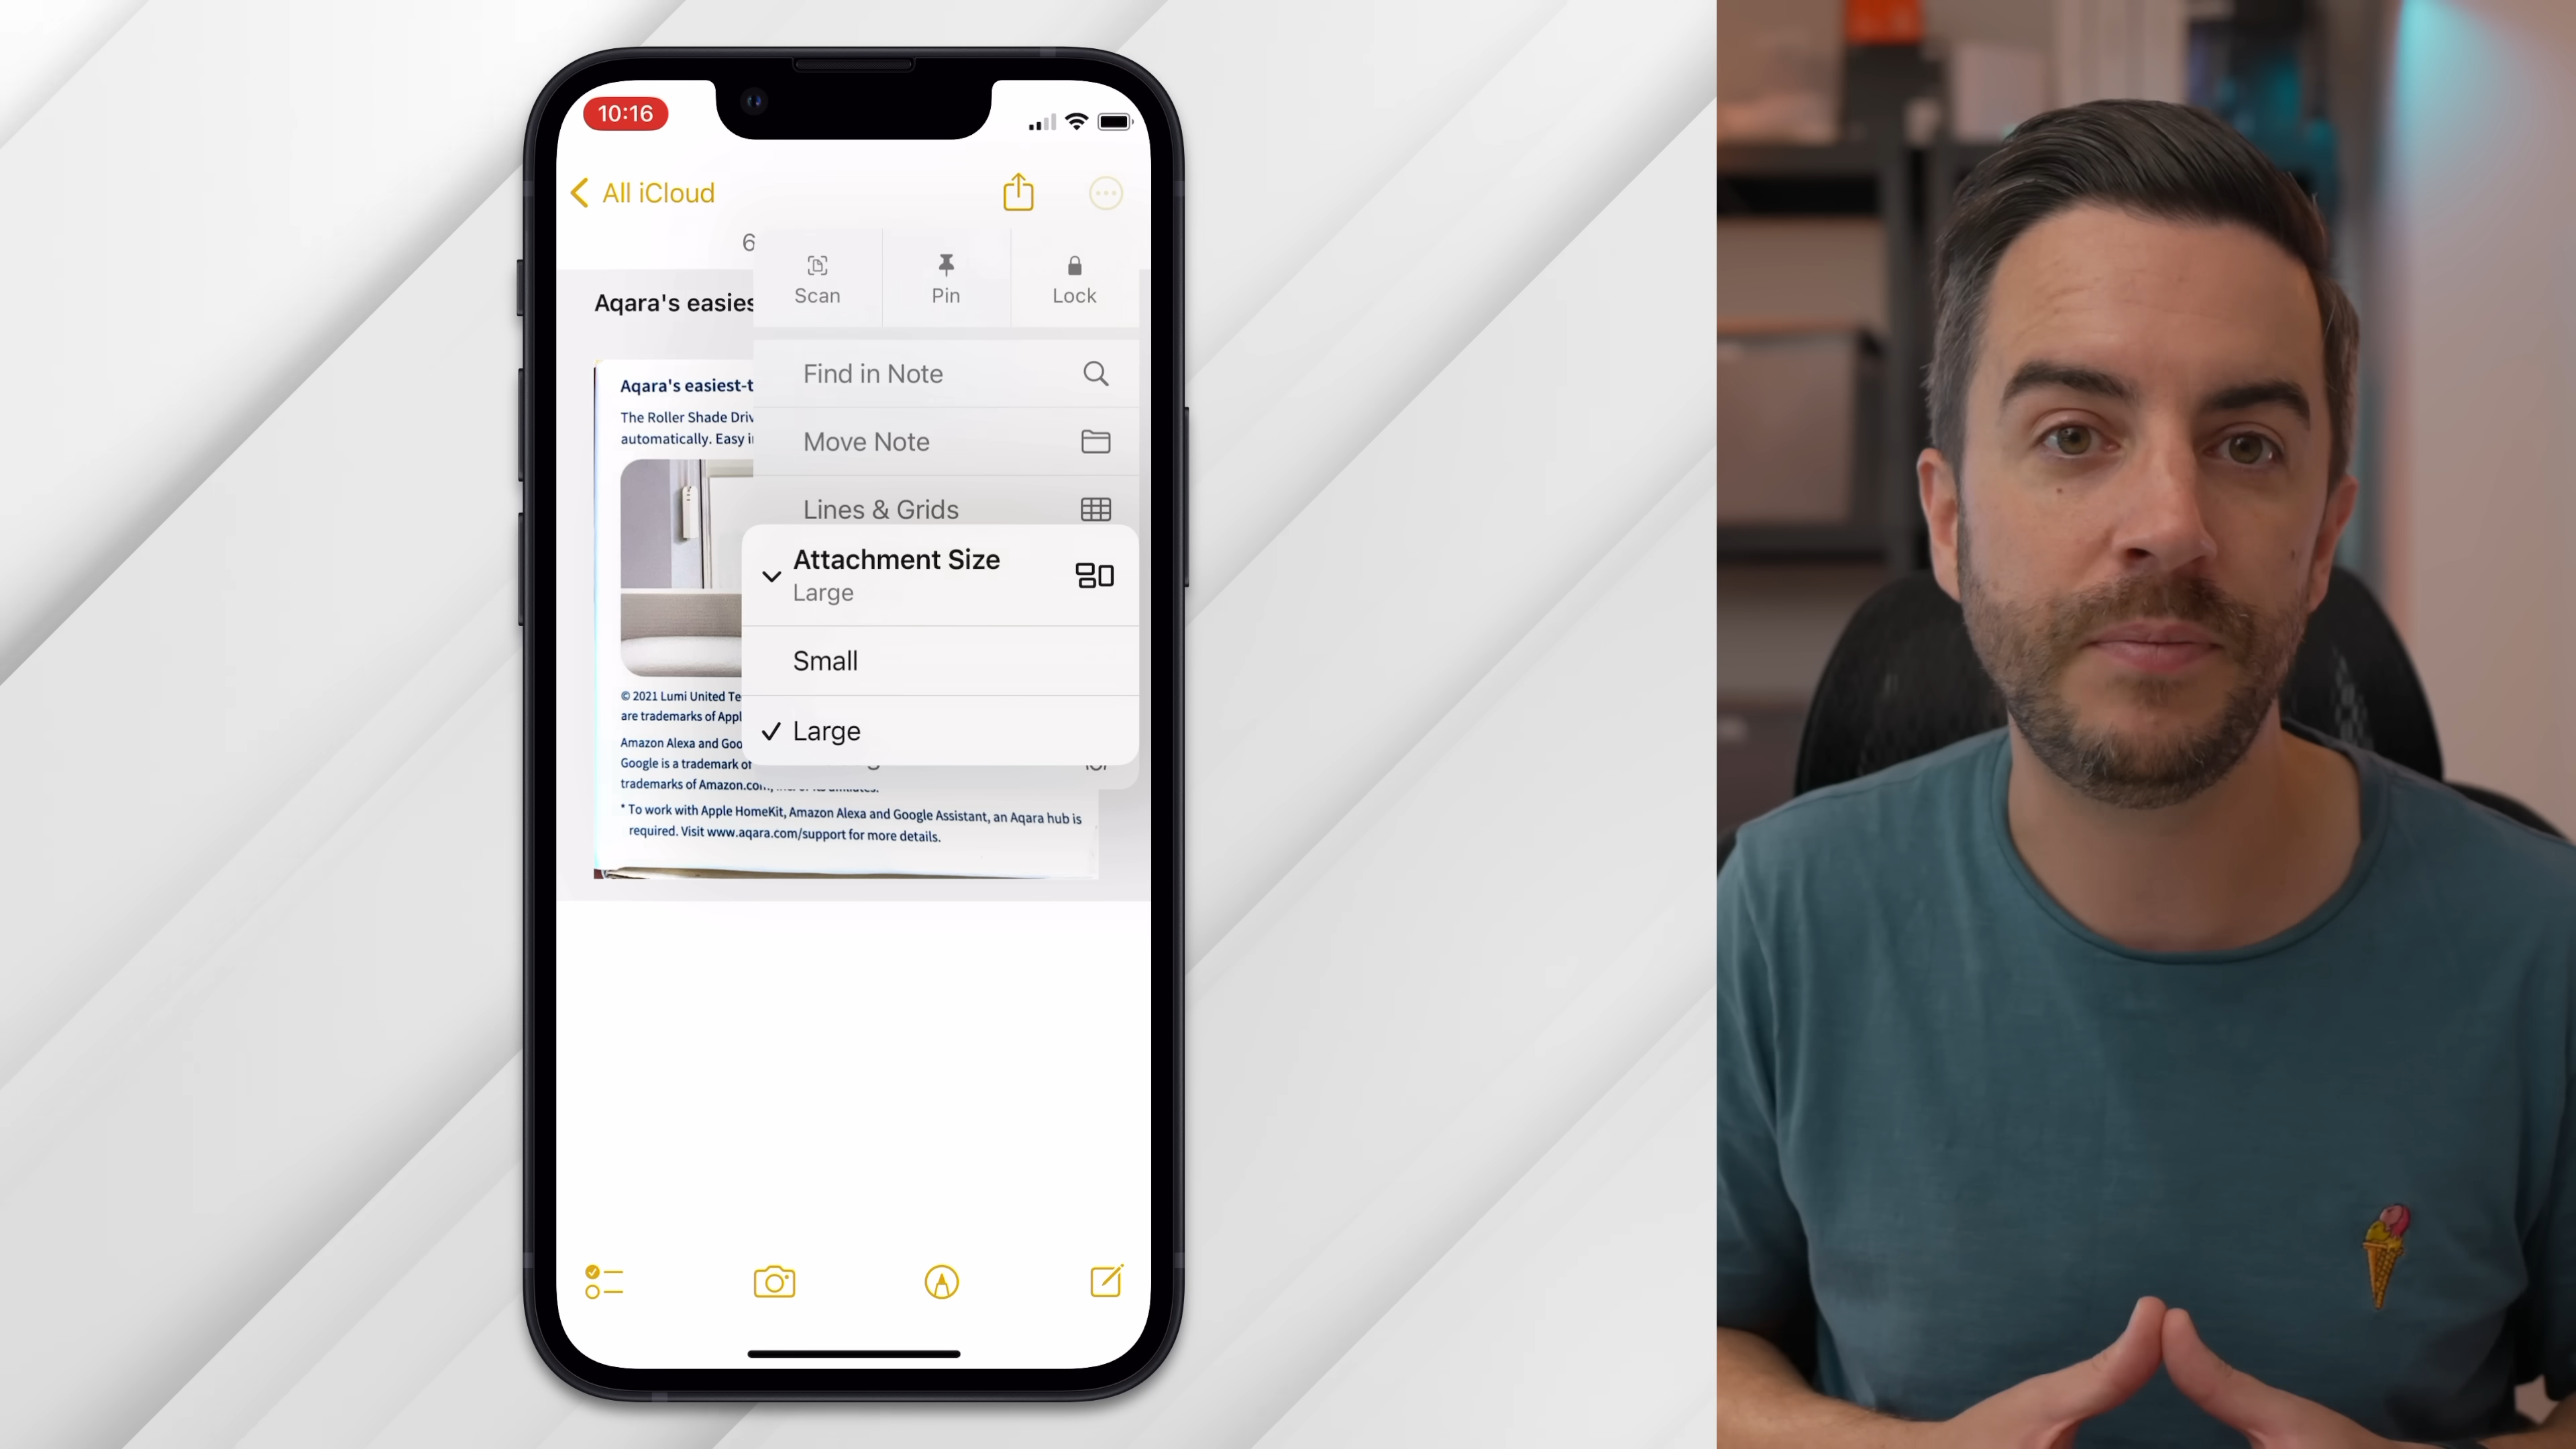 10:16
All iCloud
6
Scan
Pin
Lock
Aqara's easies
Find in Note
Aqara's easiest-t
The Roller Shade Driv
automatically. Easy i
Move Note
Lines & Grids
Attachment Size
Large
Small
Large
© 2021 Lumi United Te
are trademarks of Appl
Amazon Alexa and Goo
Google is a trademark of
trademarks of Amazon.com,
* To work with Apple HomeKit, Amazon Alexa and Google Assistant, an Aqara hub is
required. Visit www.aqara.com/support for more details.